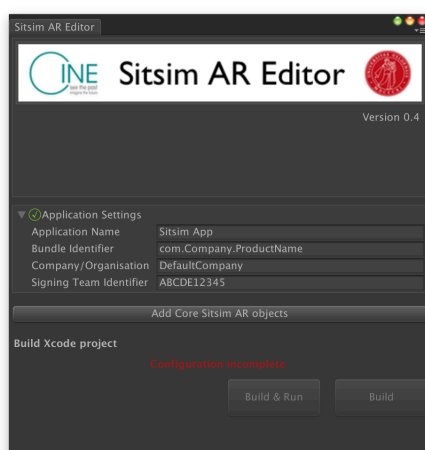 Sitsim AR Editor
CINE Sitsim AR Editor
see the past
imagine the future
Version 0.4
Application Settings
Application Name Sitsim App
Bundle Identifier com.Company.ProductName
Company/Organisation DefaultCompany
Signing Team Identifier ABCDE12345
Add Core Sitsim AR objects
Build Xcode project
Configuration incomplete
Build & Run Build